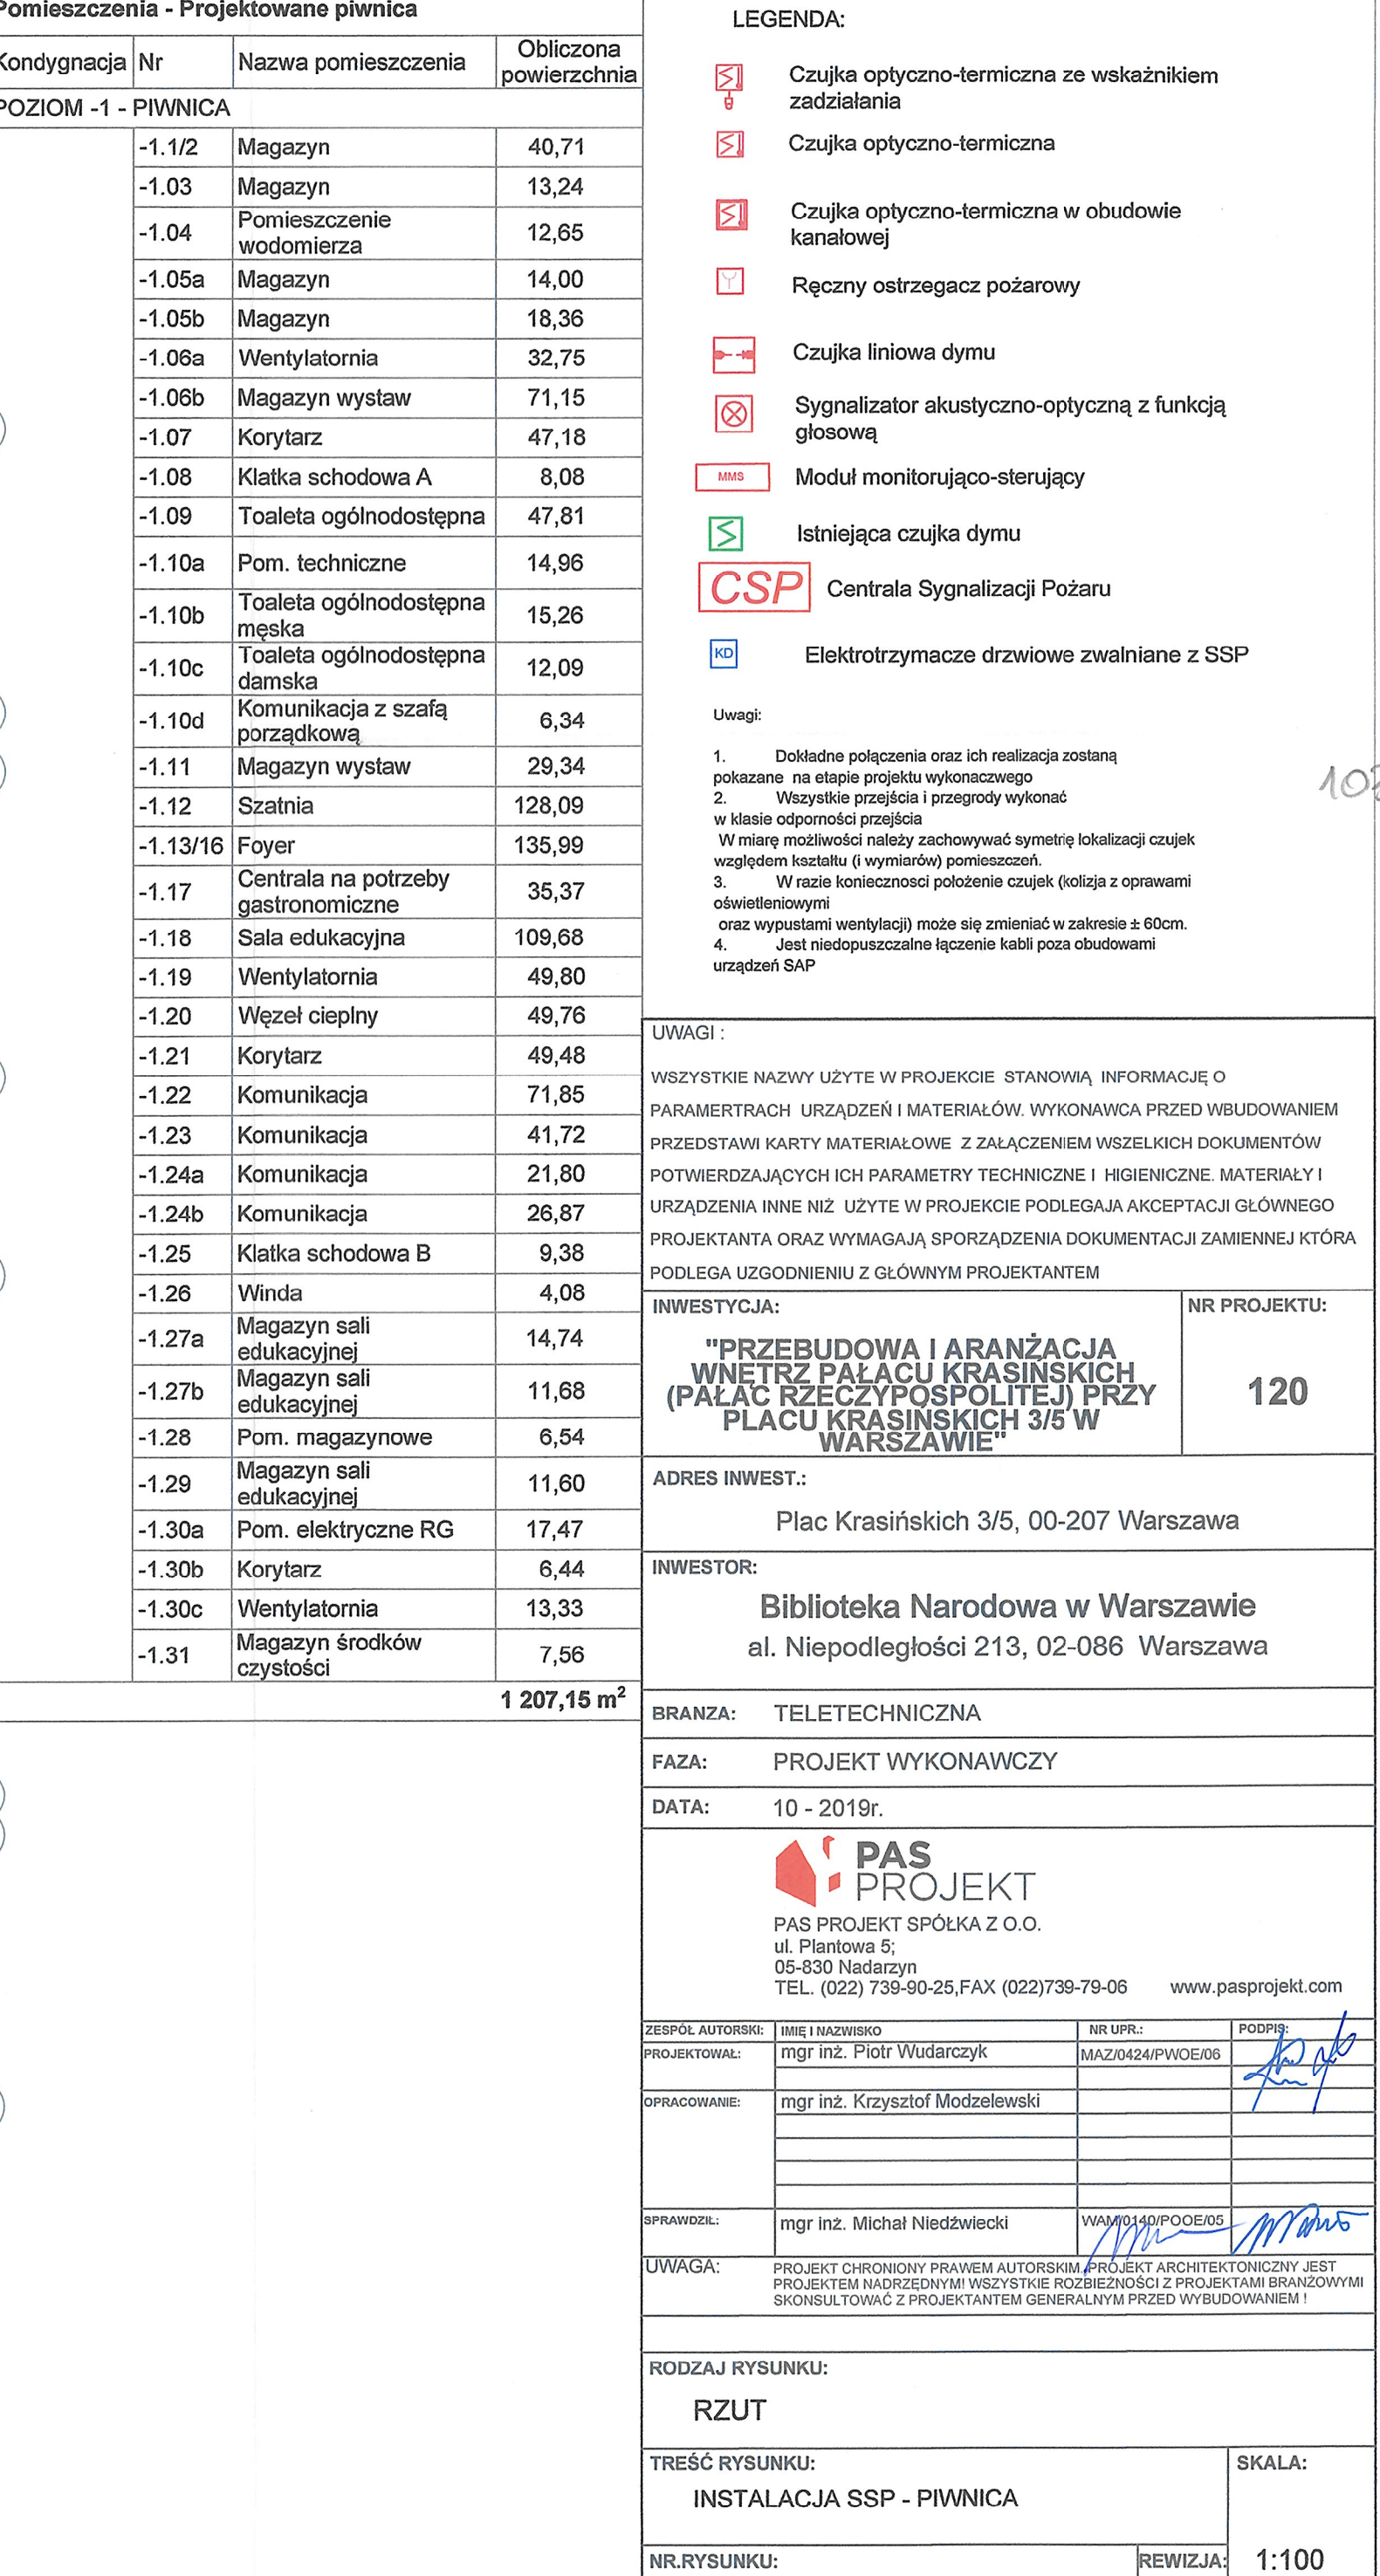 Pomieszczenia - Projektowane piwnica
Kondygnacja Nr Nazwa pomieszczenia Obliczona powierzchnia
POZIOM -1 - PIWNICA
-1.1/2 Magazyn 40,71
-1.03 Magazyn 13,24
-1.04 Pomieszczenie wodomierza 12,65
-1.05a Magazyn 14,00
-1.05b Magazyn 18,36
-1.06a Wentylatornia 32,75
-1.06b Magazyn wystaw 71,15
-1.07 Korytarz 47,18
-1.08 Klatka schodowa A 8,08
-1.09 Toaleta ogólnodostępna 47,81
-1.10a Pom. techniczne 14,96
-1.10b Toaleta ogólnodostępna męska 15,26
-1.10c Toaleta ogólnodostępna damska 12,09
-1.10d Komunikacja z szafą porządkową 6,34
-1.11 Magazyn wystaw 29,34
-1.12 Szatnia 128,09
-1.13/16 Foyer 135,99
-1.17 Centrala na potrzeby gastronomiczne 35,37
-1.18 Sala edukacyjna 109,68
-1.19 Wentylatornia 49,80
-1.20 Węzeł cieplny 49,76
-1.21 Korytarz 49,48
-1.22 Komunikacja 71,85
-1.23 Komunikacja 41,72
-1.24a Komunikacja 21,80
-1.24b Komunikacja 26,87
-1.25 Klatka schodowa B 9,38
-1.26 Winda 4,08
-1.27a Magazyn sali edukacyjnej 14,74
-1.27b Magazyn sali edukacyjnej 11,68
-1.28 Pom. magazynowe 6,54
-1.29 Magazyn sali edukacyjnej 11,60
-1.30a Pom. elektryczne RG 17,47
-1.30b Korytarz 6,44
-1.30c Wentylatornia 13,33
-1.31 Magazyn środków czystości 7,56
1 207,15 m²
LEGENDA:
Czujka optyczno-termiczna ze wskaźnikiem
zadziałania
Czujka optyczno-termiczna
Czujka optyczno-termiczna w obudowie
kanałowej
Ręczny ostrzegacz pożarowy
Czujka liniowa dymu
Sygnalizator akustyczno-optyczną z funkcją
głosową
MMS Moduł monitorująco-sterujący
Istniejąca czujka dymu
CSP Centrala Sygnalizacji Pożaru
KD Elektrotrzymacze drzwiowe zwalniane z SSP
Uwagi:
1. Dokładne połączenia oraz ich realizacja zostaną
pokazane na etapie projektu wykonaczwego
2. Wszystkie przejścia i przegrody wykonać
w klasie odporności przejścia
W miarę możliwości należy zachowywać symetrię lokalizacji czujek
względem kształtu (i wymiarów) pomieszczeń.
3. W razie koniecznosci położenie czujek (kolizja z oprawami
oświetleniowymi
oraz wypustami wentylacji) może się zmieniać w zakresie ± 60cm.
4. Jest niedopuszczalne łączenie kabli poza obudowami
urządzeń SAP
UWAGI :
WSZYSTKIE NAZWY UŻYTE W PROJEKCIE STANOWIĄ INFORMACJĘ O
PARAMERTRACH URZĄDZEŃ I MATERIAŁÓW. WYKONAWCA PRZED WBUDOWANIEM
PRZEDSTAWI KARTY MATERIAŁOWE Z ZAŁĄCZENIEM WSZELKICH DOKUMENTÓW
POTWIERDZAJĄCYCH ICH PARAMETRY TECHNICZNE I HIGIENICZNE. MATERIAŁY I
URZĄDZENIA INNE NIŻ UŻYTE W PROJEKCIE PODLEGAJA AKCEPTACJI GŁÓWNEGO
PROJEKTANTA ORAZ WYMAGAJĄ SPORZĄDZENIA DOKUMENTACJI ZAMIENNEJ KTÓRA
PODLEGA UZGODNIENIU Z GŁÓWNYM PROJEKTANTEM
INWESTYCJA: NR PROJEKTU:
"PRZEBUDOWA I ARANŻACJA
WNĘTRZ PAŁACU KRASIŃSKICH
(PAŁAC RZECZYPOSPOLITEJ) PRZY
PLACU KRASIŃSKICH 3/5 W
WARSZAWIE"
120
ADRES INWEST.:
Plac Krasińskich 3/5, 00-207 Warszawa
INWESTOR:
Biblioteka Narodowa w Warszawie
al. Niepodległości 213, 02-086 Warszawa
BRANZA: TELETECHNICZNA
FAZA: PROJEKT WYKONAWCZY
DATA: 10 - 2019r.
PAS
PROJEKT
PAS PROJEKT SPÓŁKA Z O.O.
ul. Plantowa 5;
05-830 Nadarzyn
TEL. (022) 739-90-25,FAX (022)739-79-06 www.pasprojekt.com
ZESPÓŁ AUTORSKI: IMIĘ I NAZWISKO NR UPR.: PODPIS:
PROJEKTOWAŁ: mgr inż. Piotr Wudarczyk MAZ/0424/PWOE/06
OPRACOWANIE: mgr inż. Krzysztof Modzelewski
SPRAWDZIŁ: mgr inż. Michał Niedźwiecki WAM/0140/POOE/05
UWAGA: PROJEKT CHRONIONY PRAWEM AUTORSKIM. PROJEKT ARCHITEKTONICZNY JEST
PROJEKTEM NADRZĘDNYM! WSZYSTKIE ROZBIEŻNOŚCI Z PROJEKTAMI BRANŻOWYMI
SKONSULTOWAĆ Z PROJEKTANTEM GENERALNYM PRZED WYBUDOWANIEM !
RODZAJ RYSUNKU:
RZUT
TREŚĆ RYSUNKU: SKALA:
INSTALACJA SSP - PIWNICA
NR.RYSUNKU: REWIZJA: 1:100